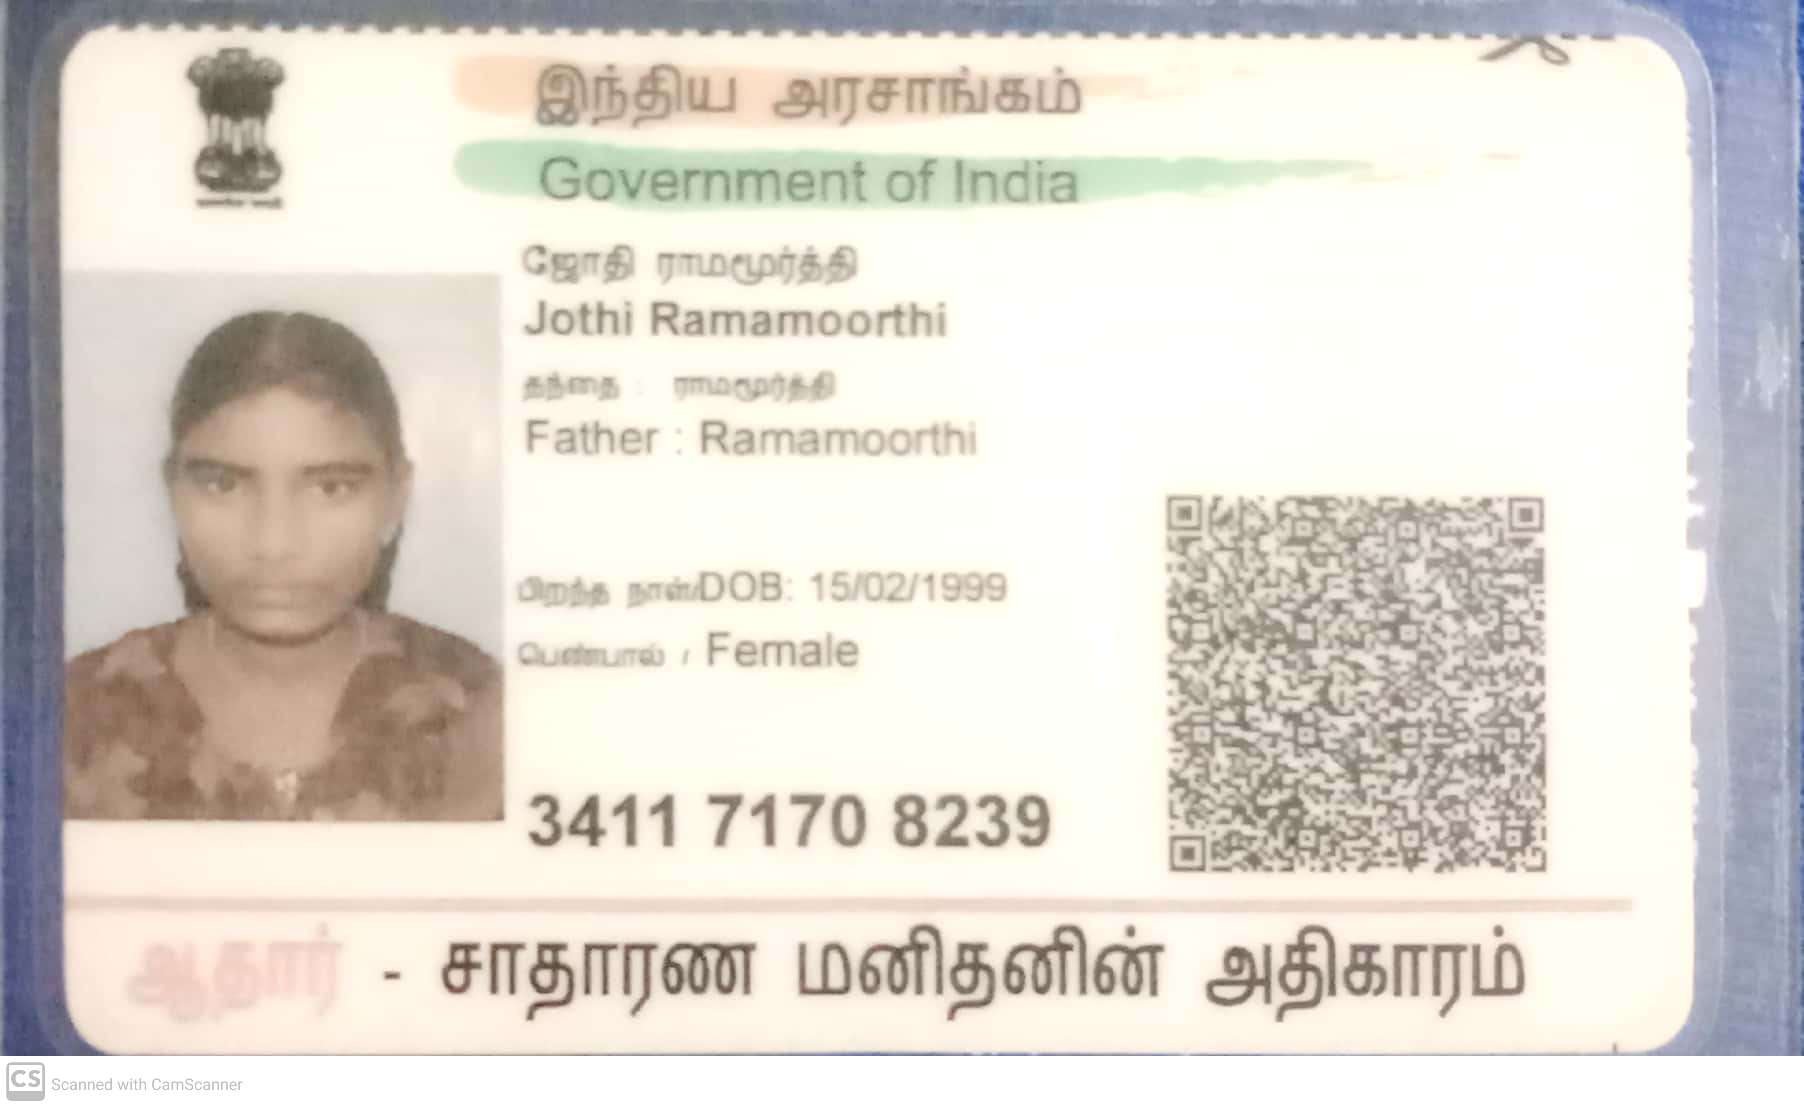 இந்திய அரசாங்கம்
Government of India
ஜோதி ராமமூர்த்தி
Jothi Ramamoorthi
தந்தை : ராமமூர்த்தி
Father : Ramamoorthi
பிறந்த நாள்/DOB: 15/02/1999
பெண்பால் / Female
3411 7170 8239
ஆதார் - சாதாரண மனிதனின் அதிகாரம்
CS Scanned with CamScanner